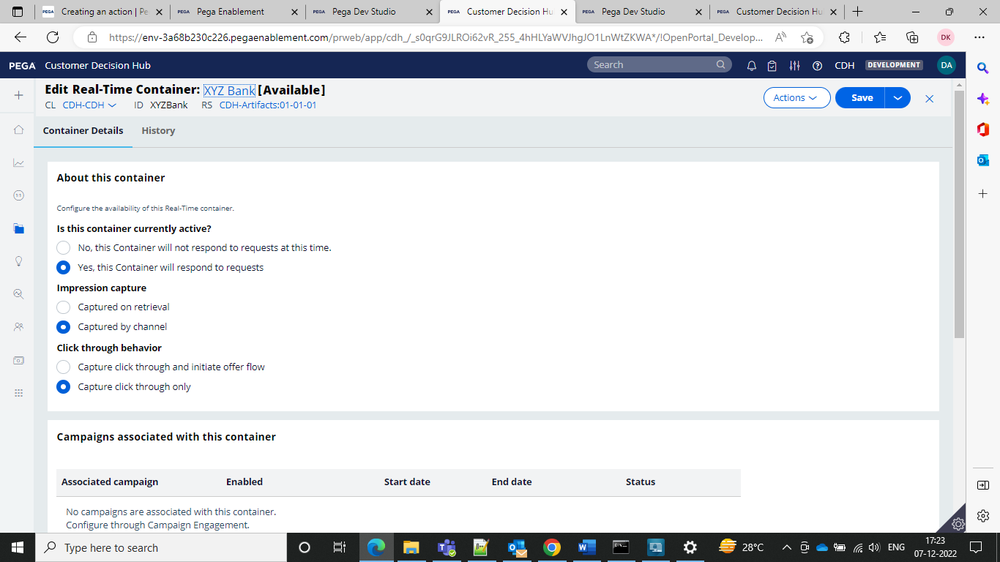 Creating an action | Pe
PEGA Pega Enablement
PEGA Pega Dev Studio
PEGA Customer Decision Hu
PEGA Pega Dev Studio
PEGA Customer Decision Hu
https://env-3a68b230c226.pegaenablement.com/prweb/app/cdh_/_s0qrG9JLROi62vR_255_4hHLYaWVJhgJO1LnWtZKWA*/!OpenPortal_Develop...
DK
PEGA Customer Decision Hub
Search
CDH DEVELOPMENT DA
Edit Real-Time Container: XYZ Bank [Available]
CL CDH-CDH ID XYZBank RS CDH-Artifacts:01-01-01
Actions Save
Container Details History
About this container
Configure the availability of this Real-Time container.
Is this container currently active?
No, this Container will not respond to requests at this time.
Yes, this Container will respond to requests
Impression capture
Captured on retrieval
Captured by channel
Click through behavior
Capture click through and initiate offer flow
Capture click through only
Campaigns associated with this container
Associated campaign Enabled Start date End date Status
No campaigns are associated with this container.
Configure through Campaign Engagement.
Type here to search
28°C
ENG
17:23
07-12-2022